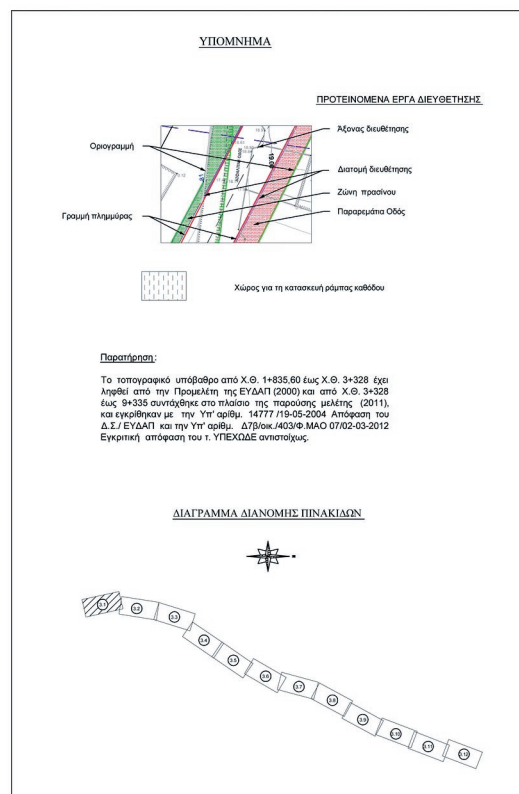 ΥΠΟΜΝΗΜΑ
ΠΡΟΤΕΙΝΟΜΕΝΑ ΕΡΓΑ ΔΙΕΥΘΕΤΗΣΗΣ
Άξονας διευθέτησης
Οριογραμμή
Διατομή διευθέτησης
Ζώνη πρασίνου
Γραμμή πλημμύρας
Παραρεμάτια Οδός
Χώρος για τη κατασκευή ράμπας καθόδου
Παρατήρηση:
Το τοπογραφικό υπόβαθρο από Χ.Θ. 1+835,60 έως Χ.Θ. 3+328 έχει
ληφθεί από την Προμελέτη της ΕΥΔΑΠ (2000) και από Χ.Θ. 3+328
έως 9+335 συντάχθηκε στο πλαίσιο της παρούσης μελέτης (2011),
και εγκρίθηκαν με την Υπ' αρίθμ. 14777 /19-05-2004 Απόφαση του
Δ.Σ./ ΕΥΔΑΠ και την Υπ' αρίθμ. Δ7β/οικ./403/Φ.ΜΑΟ 07/02-03-2012
Εγκριτική απόφαση του τ. ΥΠΕΧΩΔΕ αντιστοίχως.
ΔΙΑΓΡΑΜΜΑ ΔΙΑΝΟΜΗΣ ΠΙΝΑΚΙΔΩΝ
3.1
3.2
3.3
3.4
3.5
3.6
3.7
3.8
3.9
3.10
3.11
3.12